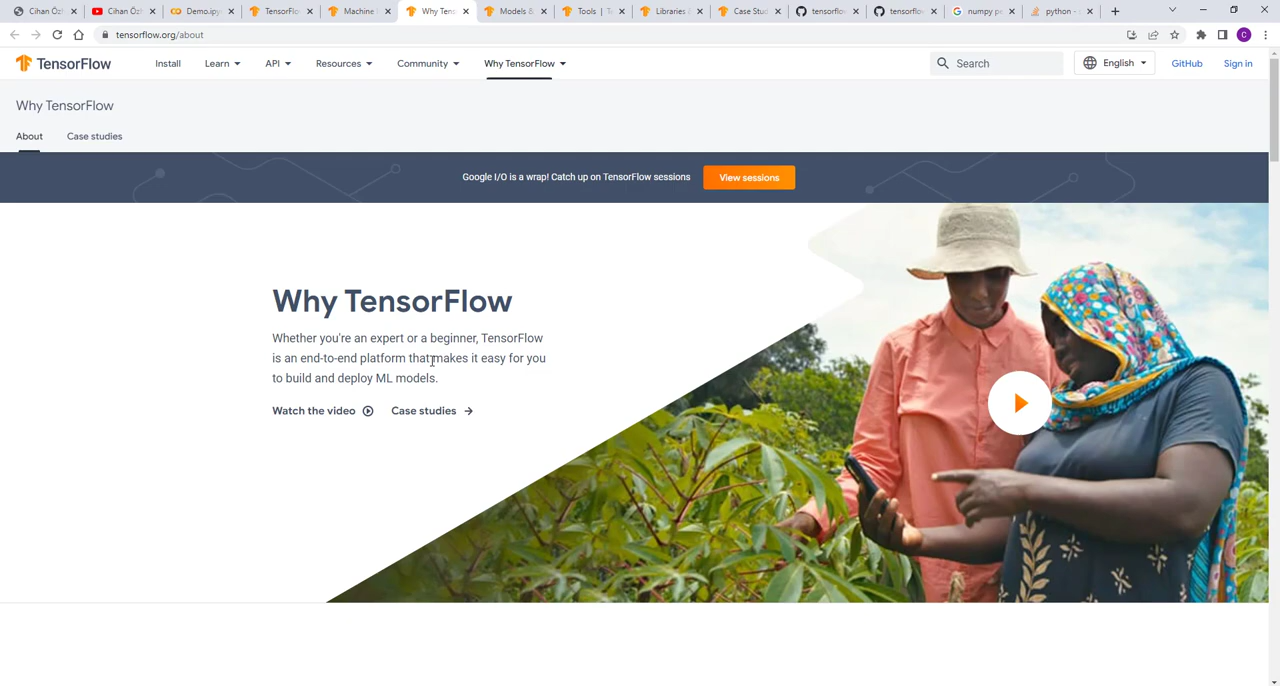 Cihan Öz
Cihan Öz
Demo.ipy
TensorFlo
Machine
Why Tens
Models &
Tools | Te
Libraries
Case Stud
tensorflow
tensorflow
numpy pe
python -
tensorflow.org/about
C
TensorFlow
Install
Learn
API
Resources
Community
Why TensorFlow
Search
English
GitHub
Sign in
Why TensorFlow
About
Case studies
Google I/O is a wrap! Catch up on TensorFlow sessions
View sessions
Why TensorFlow
Whether you're an expert or a beginner, TensorFlow
is an end-to-end platform that makes it easy for you
to build and deploy ML models.
Watch the video
Case studies